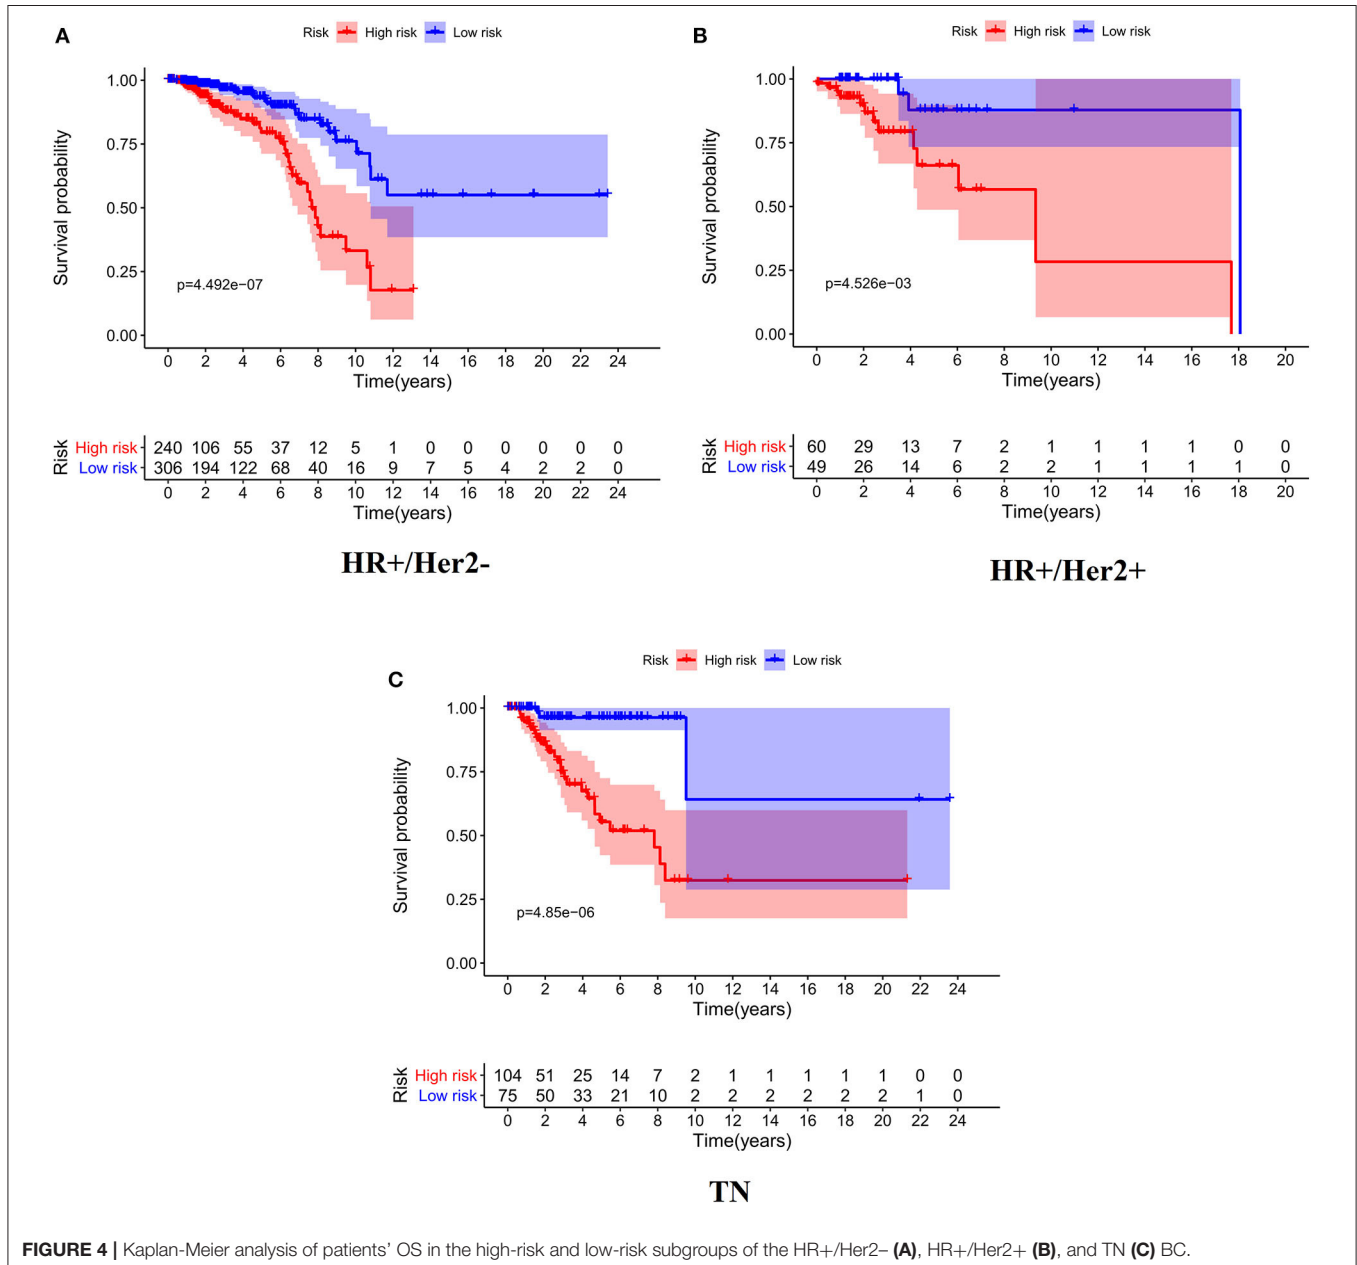 A
Risk High risk Low risk
Survival probability
1.00
0.75
0.50
0.25
0.00
p=4.492e−07
0 2 4 6 8 10 12 14 16 18 20 22 24
Time(years)
Risk
High risk 240 106 55 37 12 5 1 0 0 0 0 0 0
Low risk 306 194 122 68 40 16 9 7 5 4 2 2 0
0 2 4 6 8 10 12 14 16 18 20 22 24
Time(years)
HR+/Her2-
B
Risk High risk Low risk
Survival probability
1.00
0.75
0.50
0.25
0.00
p=4.526e−03
0 2 4 6 8 10 12 14 16 18 20
Time(years)
Risk
High risk 60 29 13 7 2 1 1 1 1 0 0
Low risk 49 26 14 6 2 2 1 1 1 1 0
0 2 4 6 8 10 12 14 16 18 20
Time(years)
HR+/Her2+
C
Risk High risk Low risk
Survival probability
1.00
0.75
0.50
0.25
0.00
p=4.85e−06
0 2 4 6 8 10 12 14 16 18 20 22 24
Time(years)
Risk
High risk 104 51 25 14 7 2 1 1 1 1 1 0 0
Low risk 75 50 33 21 10 2 2 2 2 2 2 1 0
0 2 4 6 8 10 12 14 16 18 20 22 24
Time(years)
TN
FIGURE 4 | Kaplan-Meier analysis of patients' OS in the high-risk and low-risk subgroups of the HR+/Her2– (A), HR+/Her2+ (B), and TN (C) BC.